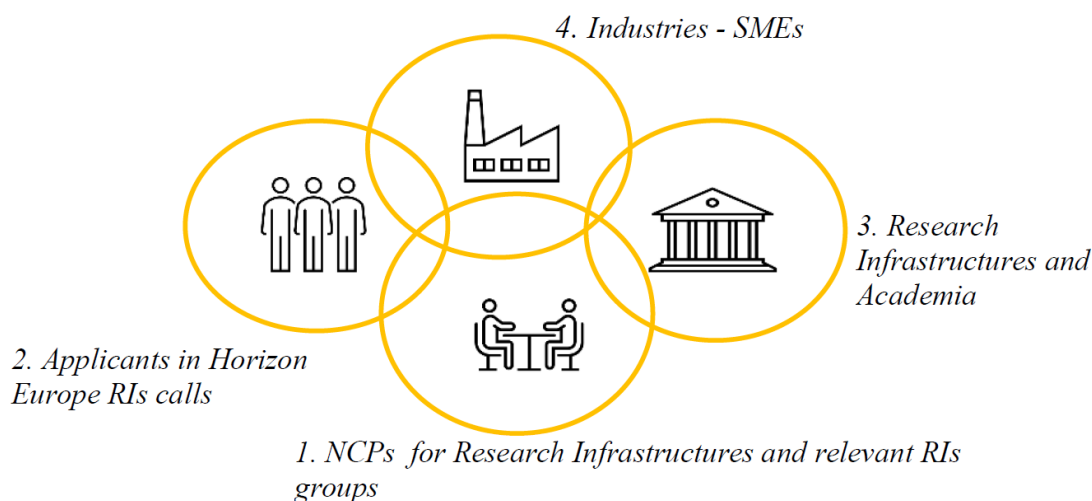 4. Industries - SMEs
3. Research
Infrastructures and
Academia
2. Applicants in Horizon
Europe RIs calls
1. NCPs for Research Infrastructures and relevant RIs
groups